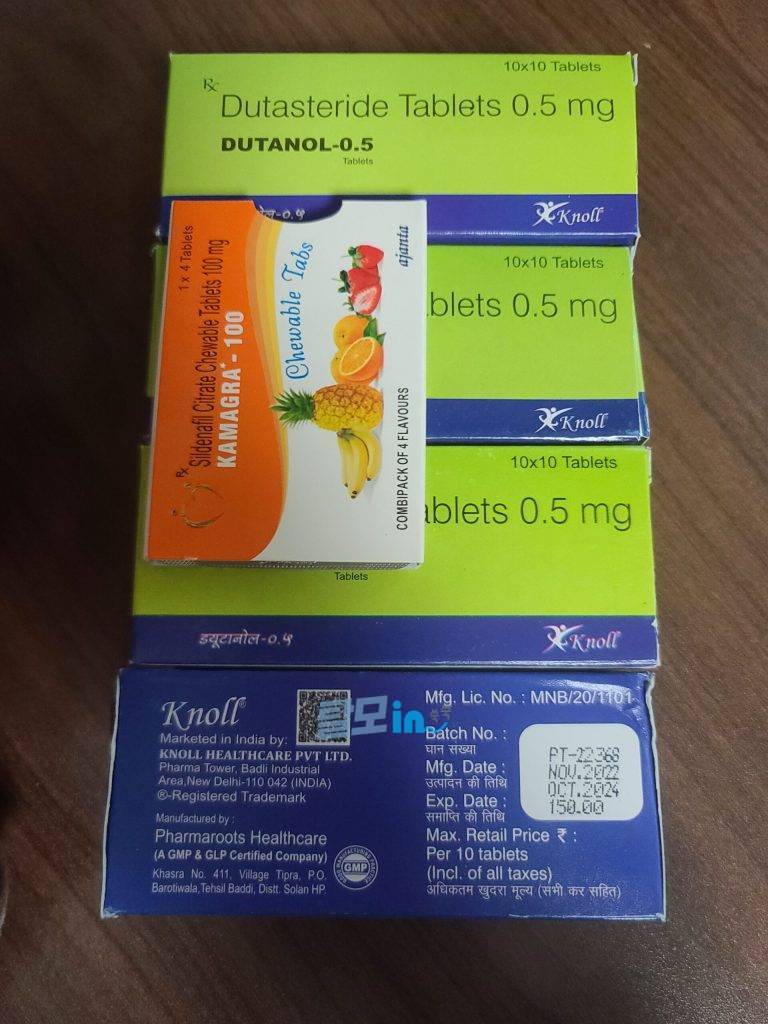 10x10 Tablets
Rx
Dutasteride Tablets 0.5 mg
DUTANOL-0.5
Tablets
Knoll®
1 x 4 Tablets
Rx Sildenafil Citrate Chewable Tablets 100 mg
KAMAGRA® - 100
Chewable Tabs
ajanta
COMBIPACK OF 4 FLAVOURS
10x10 Tablets
ablets 0.5 mg
Knoll®
10x10 Tablets
ablets 0.5 mg
Tablets
डयूटानोल-०.५
Knoll®
Knoll®
Marketed in India by:
KNOLL HEALTHCARE PVT LTD.
Pharma Tower, Badli Industrial
Area,New Delhi-110 042 (INDIA)
®-Registered Trademark
Manufactured by :
Pharmaroots Healthcare
(A GMP & GLP Certified Company)
Khasra No. 411, Village Tipra, P.O.
Barotiwala,Tehsil Baddi, Distt. Solan HP.
GMP
Mfg. Lic. No. : MNB/20/1101
Batch No. :
घान संख्या
Mfg. Date :
उत्पादन की तिथि
Exp. Date :
समाप्ति की तिथि
Max. Retail Price ₹ :
Per 10 tablets
(Incl. of all taxes)
अधिकतम खुदरा मूल्य (सभी कर सहित)
PT-22368
NOV.2022
OCT.2024
150.00